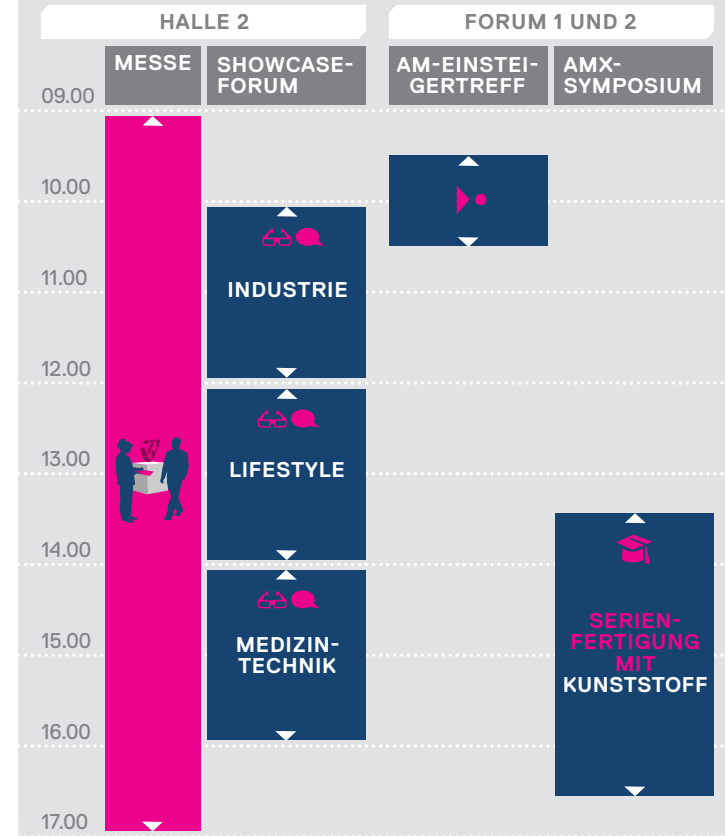 HALLE 2
FORUM 1 UND 2
MESSE
SHOWCASE-
FORUM
AM-EINSTEI-
GERTREFF
AMX-
SYMPOSIUM
09.00
10.00
11.00
INDUSTRIE
12.00
13.00
LIFESTYLE
14.00
15.00
MEDIZIN-
TECHNIK
SERIEN-
FERTIGUNG
MIT
KUNSTSTOFF
16.00
17.00